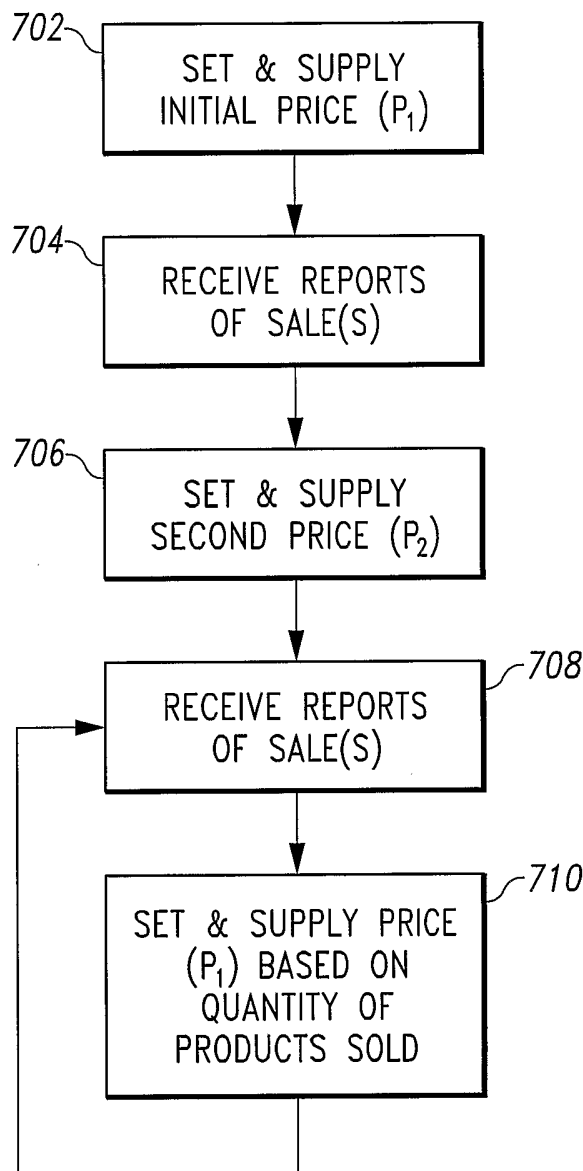 702
SET & SUPPLY
INITIAL PRICE (P₁)
704
RECEIVE REPORTS
OF SALE(S)
706
SET & SUPPLY
SECOND PRICE (P₂)
708
RECEIVE REPORTS
OF SALE(S)
710
SET & SUPPLY PRICE
(P₁) BASED ON
QUANTITY OF
PRODUCTS SOLD